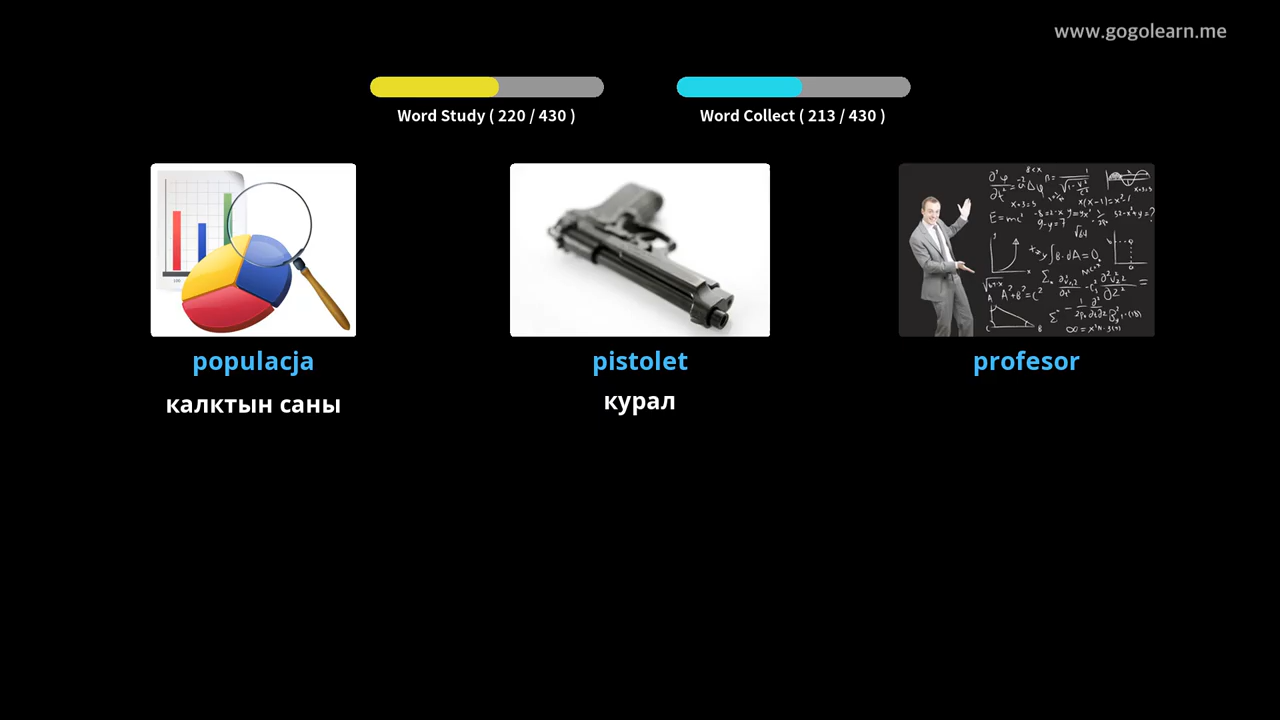 www.gogolearn.me
Word Study ( 220 / 430 )
Word Collect ( 213 / 430 )
populacja
pistolet
profesor
калктын саны
курал